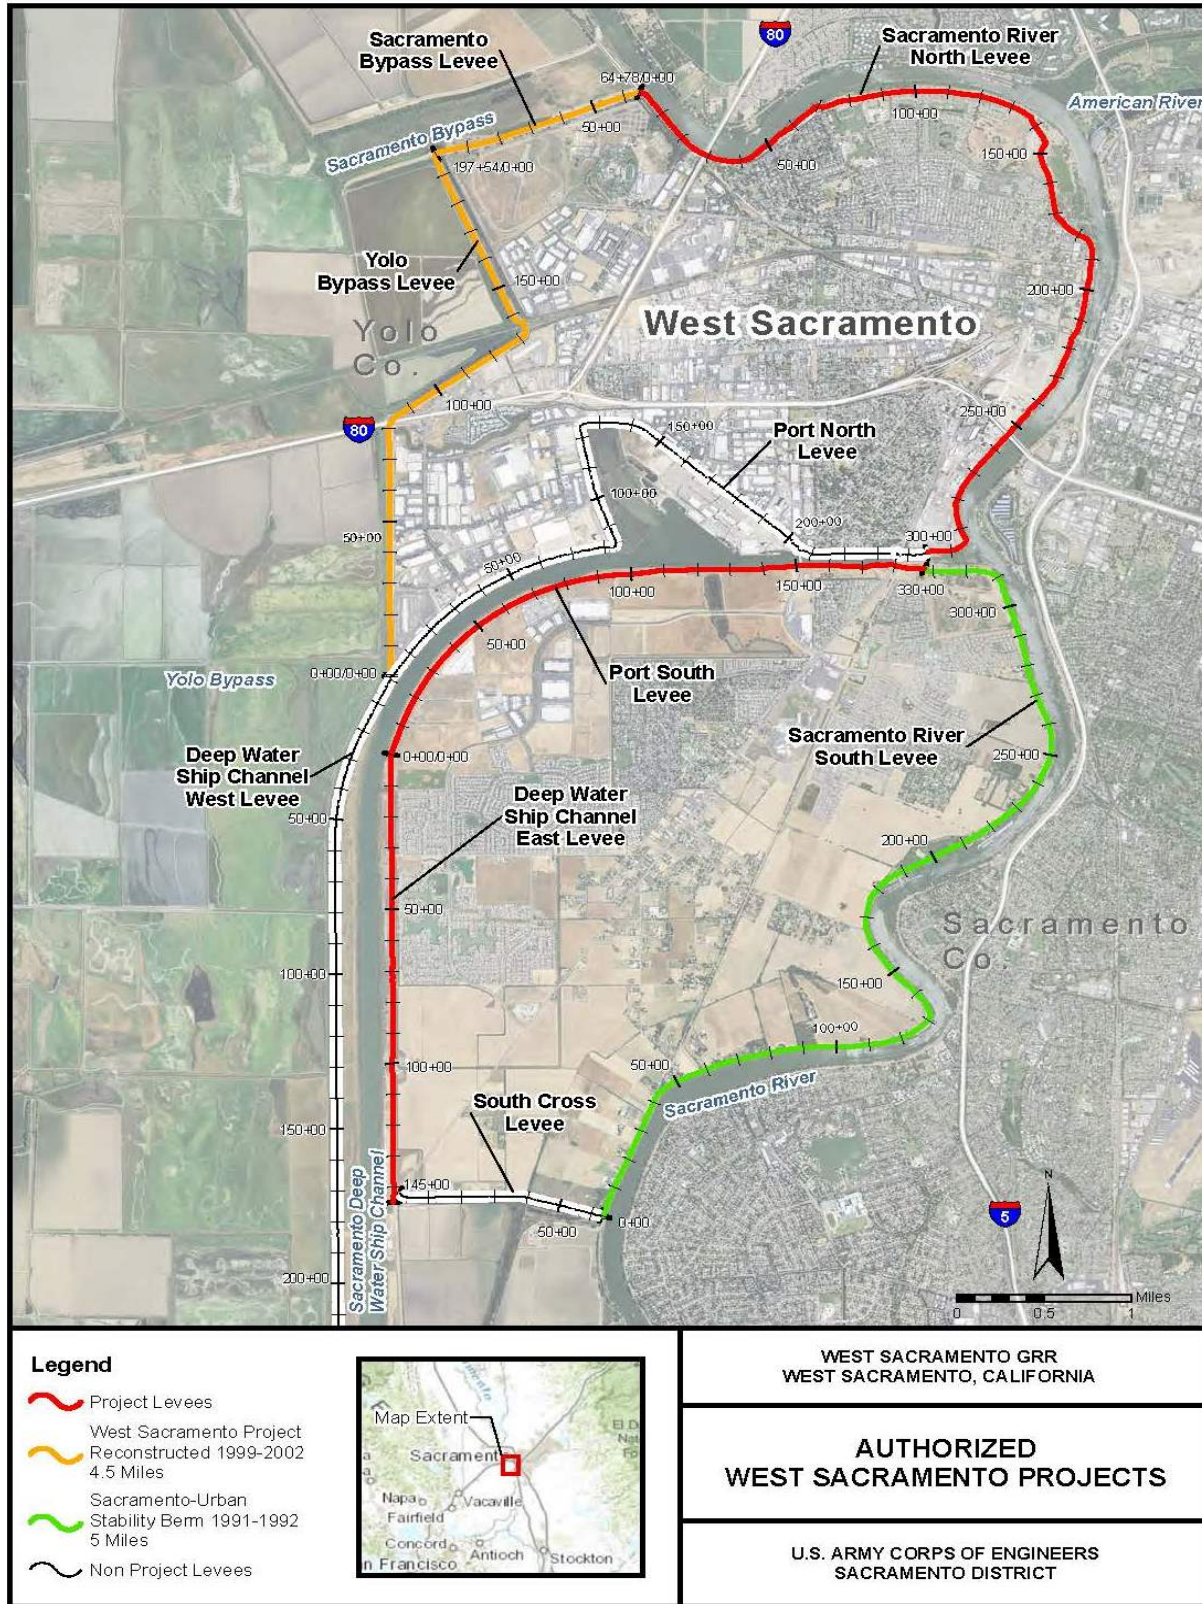 80
Sacramento
Bypass Levee
Sacramento River
North Levee
64+78/0+00
50+00
100+00
American River
Sacramento Bypass
197+54/0+00
50+00
150+00
Yolo
Bypass Levee
150+00
200+00
Yolo
Co.
West Sacramento
100+00
80
250+00
150+00
Port North
Levee
100+00
200+00
50+00
300+00
50+00
100+00
150+00
330+00
300+00
50+00
Port South
Levee
0+00/0+00
Yolo Bypass
Sacramento River
South Levee
250+00
Deep Water
Ship Channel
West Levee
0+00/0+00
Deep Water
Ship Channel
East Levee
50+00
200+00
50+00
Sacramento
Co.
100+00
150+00
100+00
50+00
100+00
Sacramento River
South Cross
Levee
150+00
145+00
50+00
0+00
Sacramento Deep
Water Ship Channel
200+00
5
N
Miles
0 0.5 1
Legend
Project Levees
West Sacramento Project
Reconstructed 1999-2002
4.5 Miles
Sacramento-Urban
Stability Berm 1991-1992
5 Miles
Non Project Levees
Map Extent
Sacrament
Napa
Vacaville
Fairfield
Concord
Antioch
Stockton
n Francisco
WEST SACRAMENTO GRR
WEST SACRAMENTO, CALIFORNIA
AUTHORIZED
WEST SACRAMENTO PROJECTS
U.S. ARMY CORPS OF ENGINEERS
SACRAMENTO DISTRICT